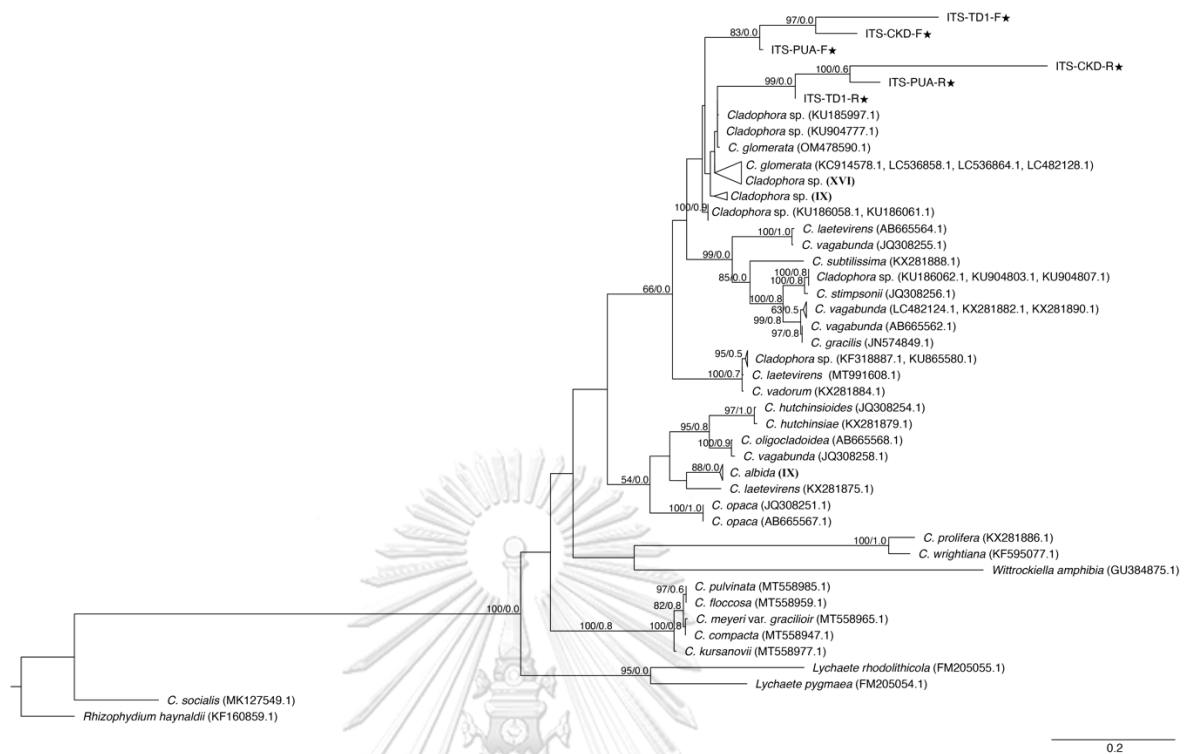 ITS-TD1-F★
97/0.0
83/0.0
ITS-CKD-F★
ITS-PUA-F★
ITS-CKD-R★
100/0.6
99/0.0
ITS-PUA-R★
ITS-TD1-R★
Cladophora sp. (KU185997.1)
Cladophora sp. (KU904777.1)
C. glomerata (OM478590.1)
C. glomerata (KC914578.1, LC536858.1, LC536864.1, LC482128.1)
Cladophora sp. (XVI)
Cladophora sp. (IX)
100/0.9
Cladophora sp. (KU186058.1, KU186061.1)
100/1.0
C. laetevirens (AB665564.1)
C. vagabunda (JQ308255.1)
99/0.0
C. subtilissima (KX281888.1)
85/0.0
100/0.8
Cladophora sp. (KU186062.1, KU904803.1, KU904807.1)
100/0.8
C. stimpsonii (JQ308256.1)
66/0.0
100/0.8
63/0.5
C. vagabunda (LC482124.1, KX281882.1, KX281890.1)
99/0.8
C. vagabunda (AB665562.1)
97/0.8
C. gracilis (JN574849.1)
95/0.5
Cladophora sp. (KF318887.1, KU865580.1)
100/0.7
C. laetevirens (MT991608.1)
C. vadorum (KX281884.1)
97/1.0
C. hutchinsioides (JQ308254.1)
C. hutchinsiae (KX281879.1)
95/0.8
C. oligocladoidea (AB665568.1)
100/0.9
C. vagabunda (JQ308258.1)
88/0.0
C. albida (IX)
54/0.0
C. laetevirens (KX281875.1)
100/1.0
C. opaca (JQ308251.1)
C. opaca (AB665567.1)
100/1.0
C. prolifera (KX281886.1)
C. wrightiana (KF595077.1)
Wittrockiella amphibia (GU384875.1)
97/0.6
C. pulvinata (MT558985.1)
82/0.8
C. floccosa (MT558959.1)
100/0.0
C. meyeri var. gracilioir (MT558965.1)
100/0.8
100/0.8
C. compacta (MT558947.1)
C. kursanovii (MT558977.1)
95/0.0
Lychaete rhodolithicola (FM205055.1)
Lychaete pygmaea (FM205054.1)
C. socialis (MK127549.1)
Rhizophydium haynaldii (KF160859.1)
0.2